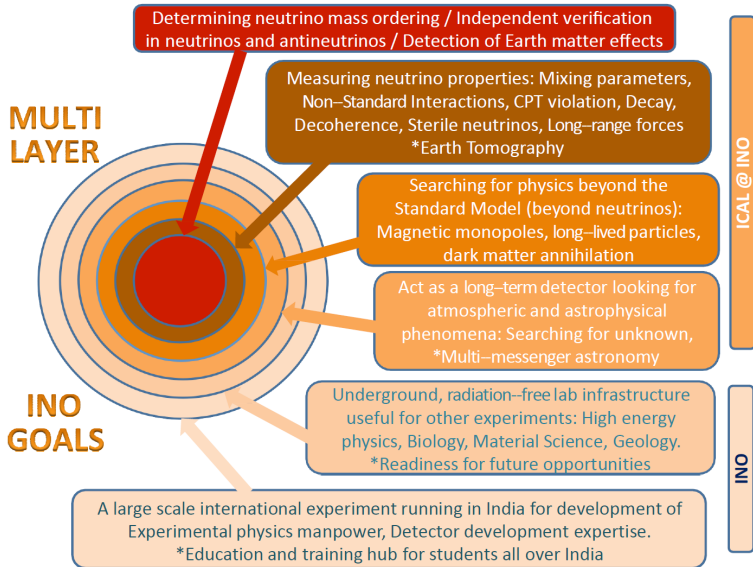 Determining neutrino mass ordering / Independent verification
in neutrinos and antineutrinos / Detection of Earth matter effects
Measuring neutrino properties: Mixing parameters,
Non–Standard Interactions, CPT violation, Decay,
Decoherence, Sterile neutrinos, Long–range forces
*Earth Tomography
MULTI
LAYER
Searching for physics beyond the
Standard Model (beyond neutrinos):
Magnetic monopoles, long–lived particles,
dark matter annihilation
ICAL @ INO
Act as a long–term detector looking for
atmospheric and astrophysical
phenomena: Searching for unknown,
*Multi--messenger astronomy
INO
GOALS
Underground, radiation--free lab infrastructure
useful for other experiments: High energy
physics, Biology, Material Science, Geology.
*Readiness for future opportunities
INO
A large scale international experiment running in India for development of
Experimental physics manpower, Detector development expertise.
*Education and training hub for students all over India